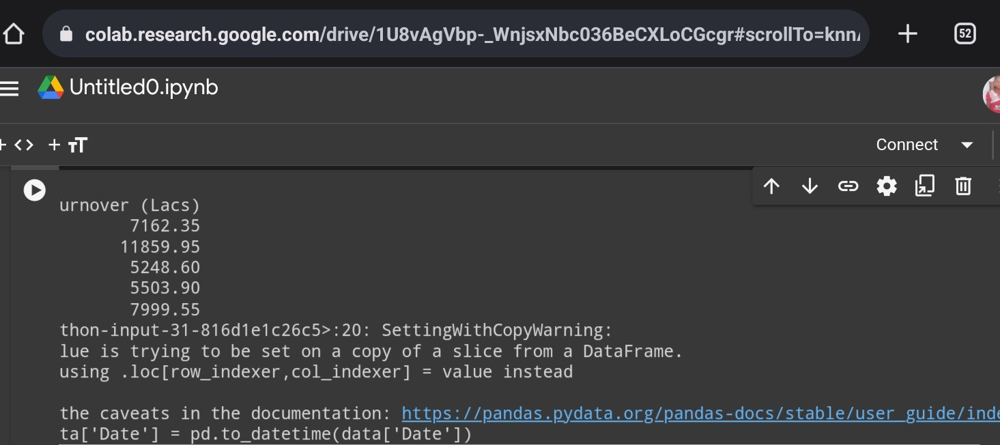 colab.research.google.com/drive/1U8vAgVbp-_WnjsxNbc036BeCXLoCGcgr#scrollTo=knn
52
Untitled0.ipynb
+ <> + TT
Connect
urnover (Lacs)
7162.35
11859.95
5248.60
5503.90
7999.55
thon-input-31-816d1e1c26c5>:20: SettingWithCopyWarning:
lue is trying to be set on a copy of a slice from a DataFrame.
using .loc[row_indexer,col_indexer] = value instead
the caveats in the documentation: https://pandas.pydata.org/pandas-docs/stable/user_guide/inde
ta['Date'] = pd.to_datetime(data['Date'])